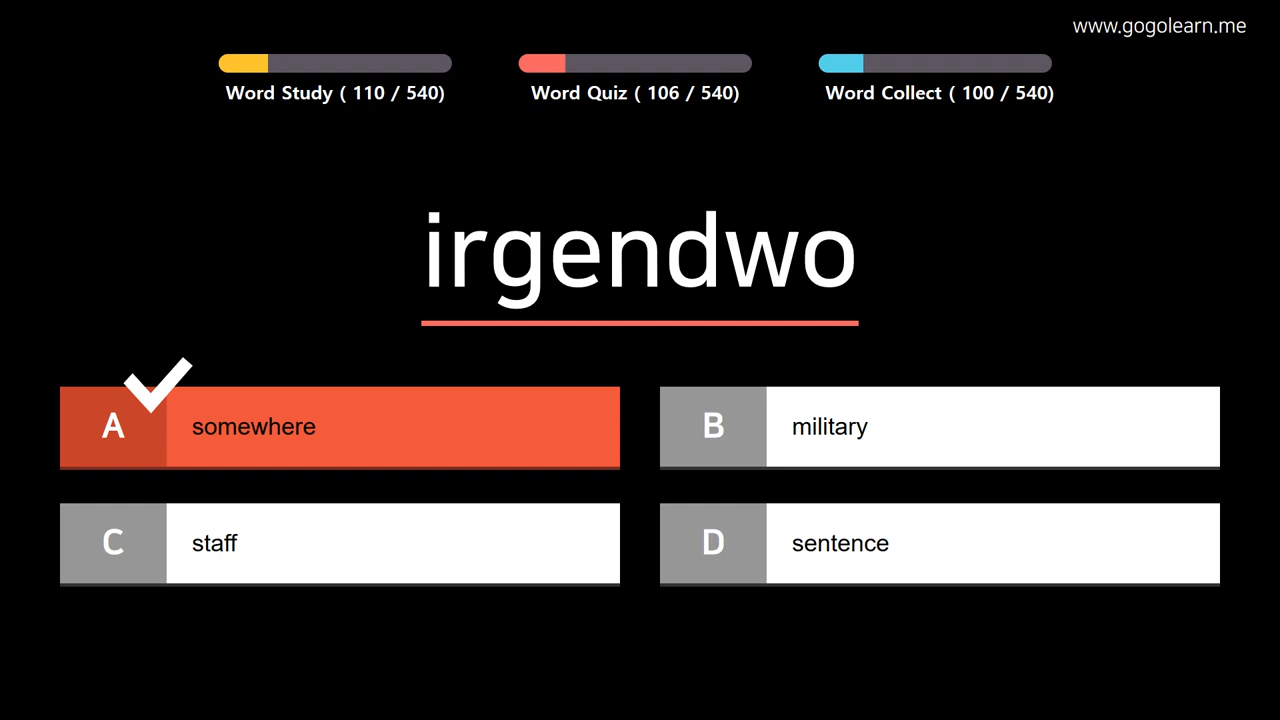 www.gogolearn.me
Word Study ( 110 / 540)
Word Quiz ( 106 / 540)
Word Collect ( 100 / 540)
irgendwo
A somewhere
B military
C staff
D sentence